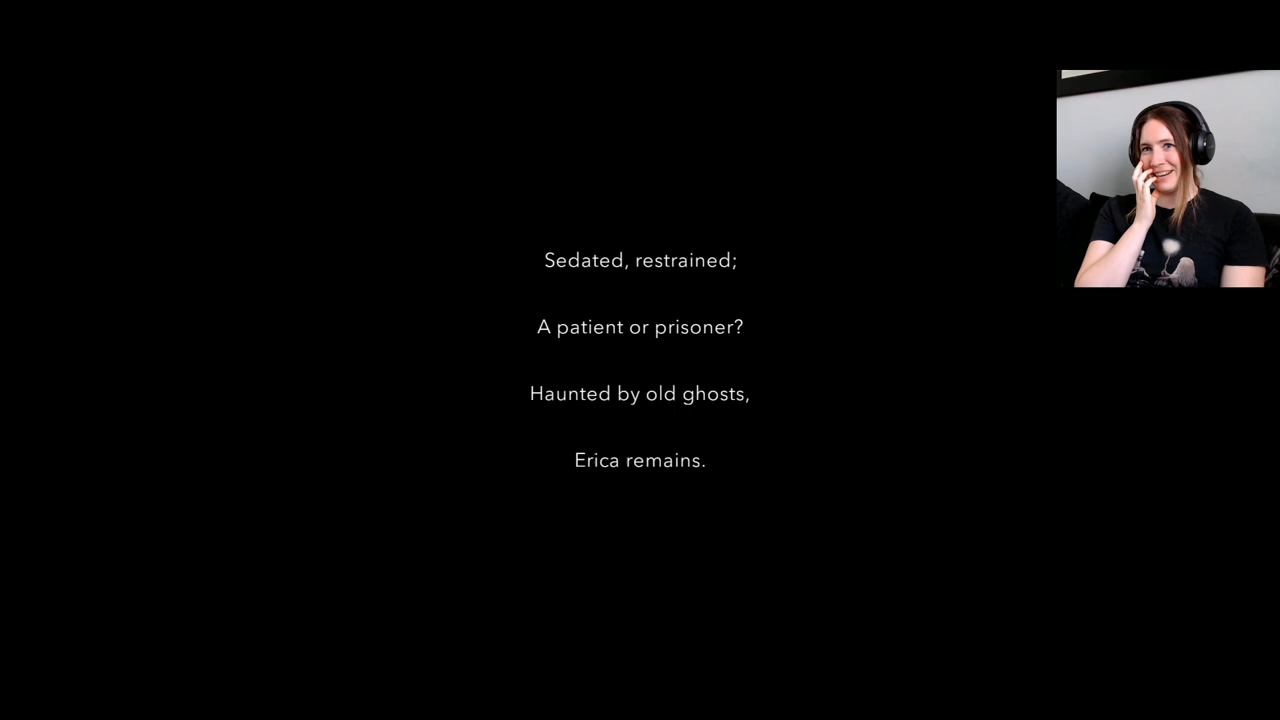 Sedated, restrained;
A patient or prisoner?
Haunted by old ghosts,
Erica remains.